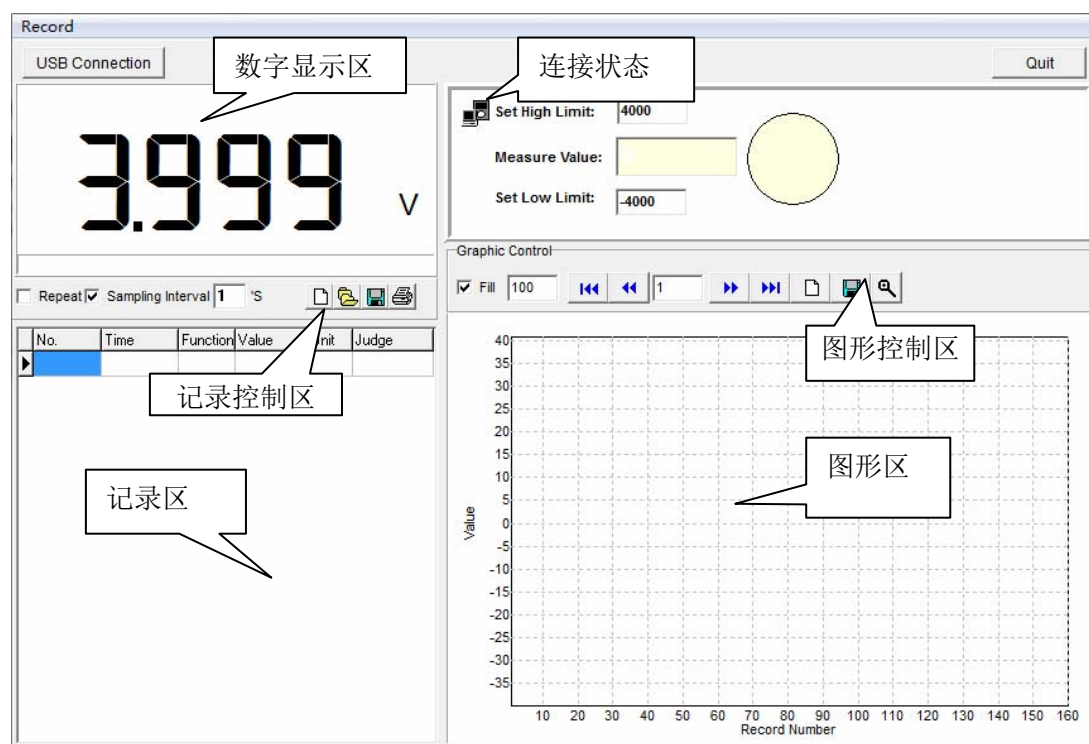 Record
USB Connection
数字显示区
连接状态
Quit
3.999 V
Set High Limit: 4000
Measure Value:
Set Low Limit: -4000
Graphic Control
Fill 100 1
Repeat Sampling Interval 1 'S
No. Time Function Value Unit Judge
记录控制区
图形控制区
记录区
图形区
40
35
30
25
20
15
10
5
0
-5
-10
-15
-20
-25
-30
-35
Value
10 20 30 40 50 60 70 80 90 100 110 120 130 140 150 160
Record Number